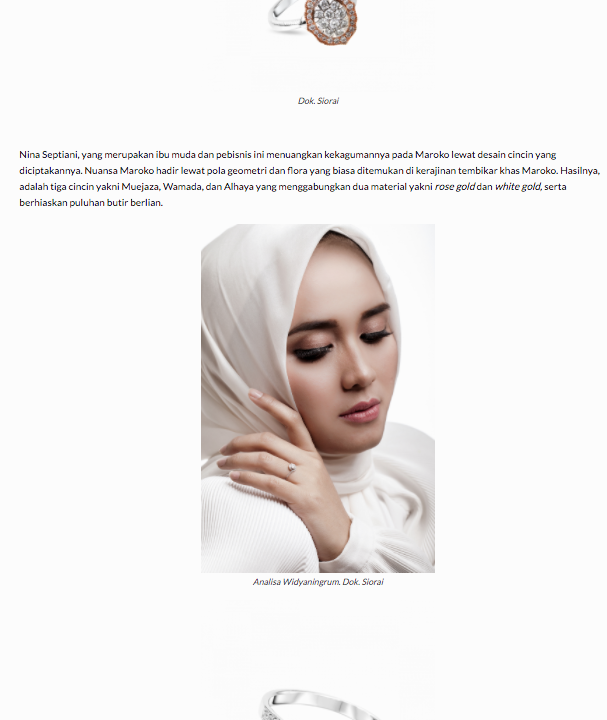 Dok. Siorai
Nina Septiani, yang merupakan ibu muda dan pebisnis ini menuangkan kekagumannya pada Maroko lewat desain cincin yang
diciptakannya. Nuansa Maroko hadir lewat pola geometri dan flora yang biasa ditemukan di kerajinan tembikar khas Maroko. Hasilnya,
adalah tiga cincin yakni Muejaza, Wamada, dan Alhaya yang menggabungkan dua material yakni rose gold dan white gold, serta
berhiaskan puluhan butir berlian.
Analisa Widyaningrum. Dok. Siorai